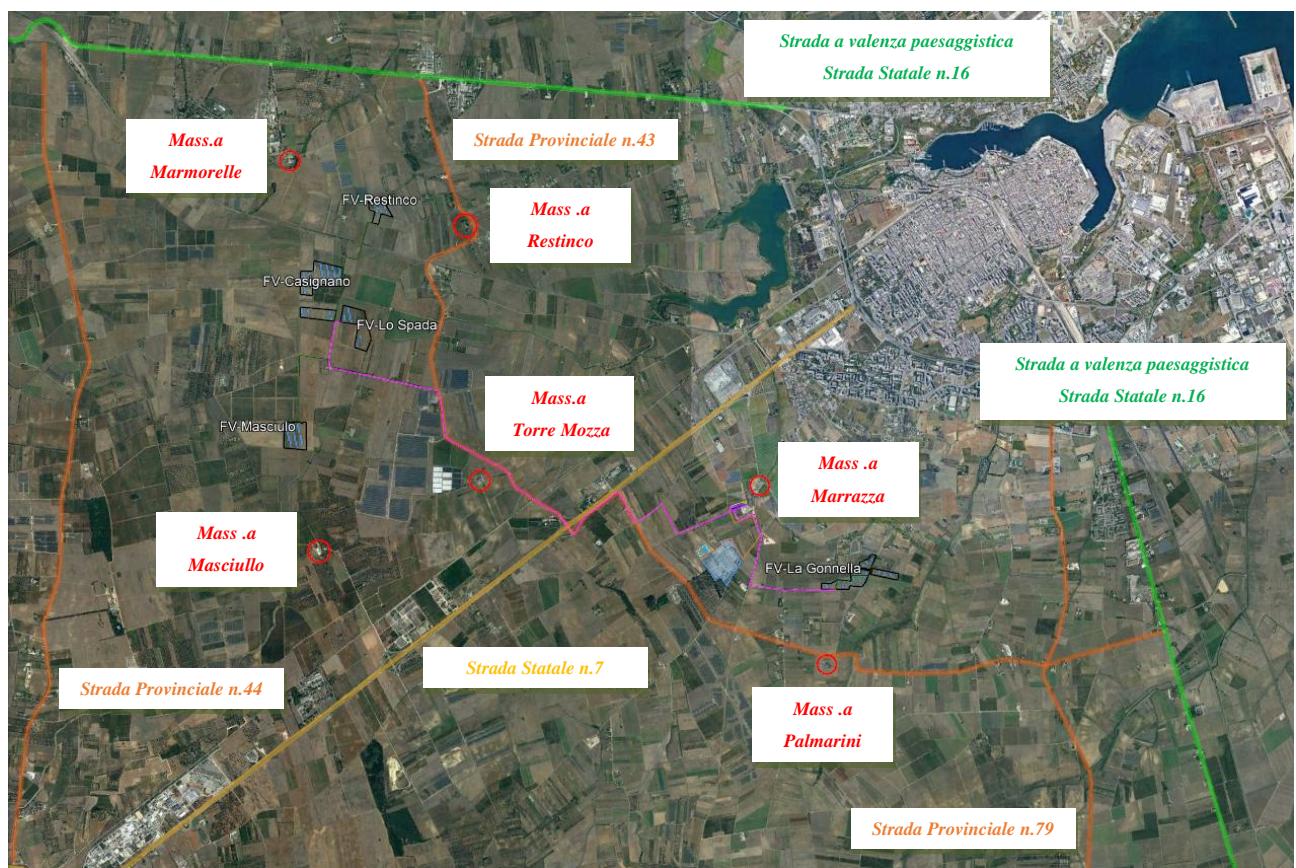 Strada a valenza paesaggistica
Strada Statale n.16
Mass.a
Marmorelle
Strada Provinciale n.43
FV-Restinco
Mass .a
Restinco
FV-Casignano
FV-Lo Spada
Strada a valenza paesaggistica
Strada Statale n.16
Mass.a
Torre Mozza
FV-Masciulo
Mass .a
Marrazza
Mass .a
Masciullo
FV-La Gonnella
Strada Statale n.7
Strada Provinciale n.44
Mass .a
Palmarini
Strada Provinciale n.79